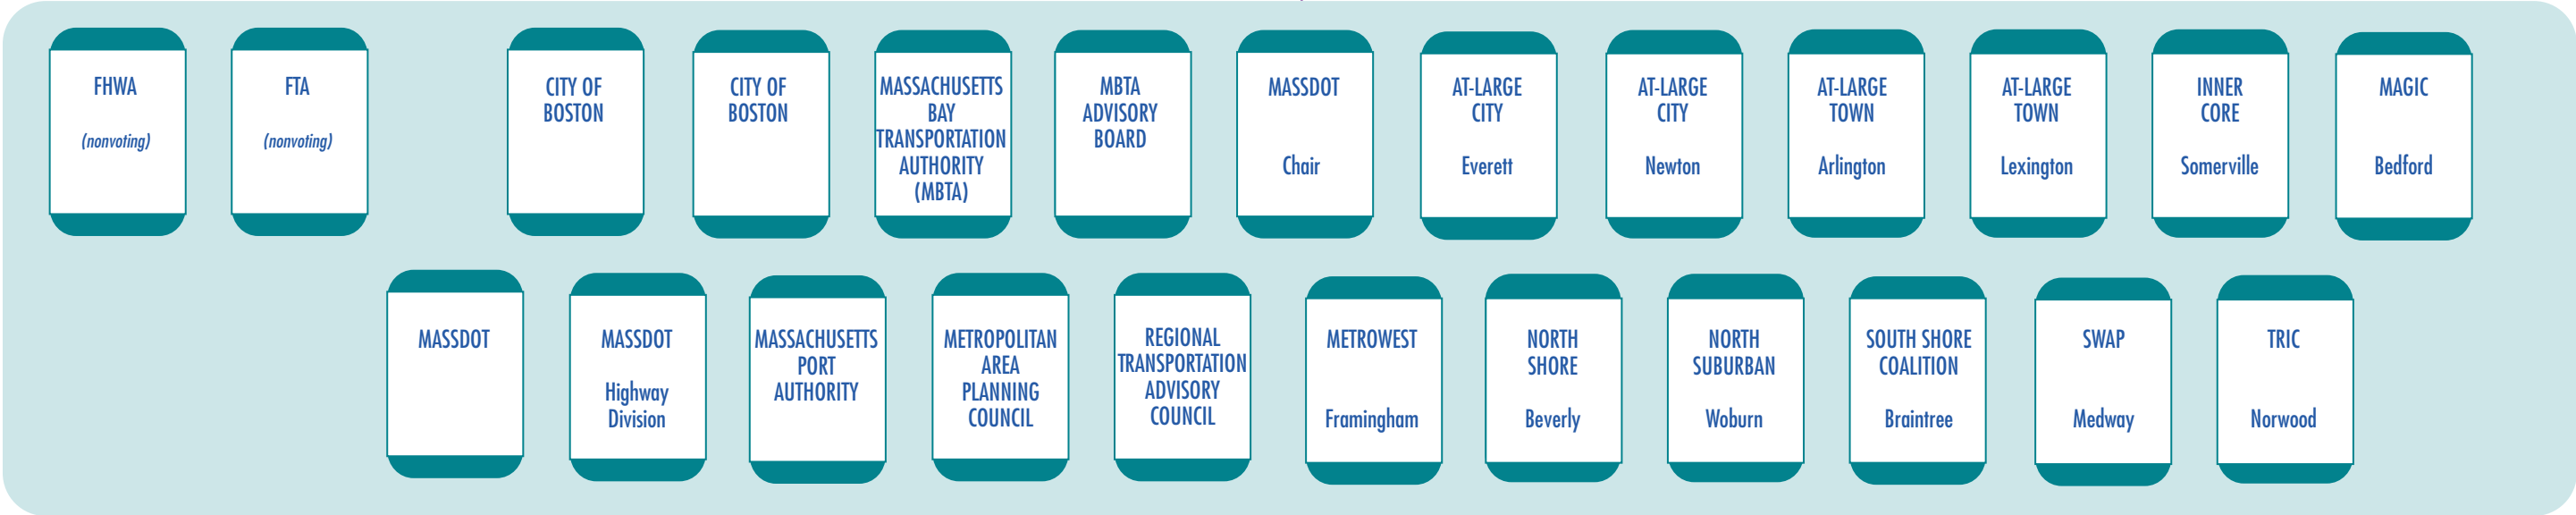 FHWA
(nonvoting)
FTA
(nonvoting)
CITY OF
BOSTON
CITY OF
BOSTON
MASSACHUSETTS
BAY
TRANSPORTATION
AUTHORITY
(MBTA)
MBTA
ADVISORY
BOARD
MASSDOT
Chair
AT-LARGE
CITY
Everett
AT-LARGE
CITY
Newton
AT-LARGE
TOWN
Arlington
AT-LARGE
TOWN
Lexington
INNER
CORE
Somerville
MAGIC
Bedford
MASSDOT
MASSDOT
Highway
Division
MASSACHUSETTS
PORT
AUTHORITY
METROPOLITAN
AREA
PLANNING
COUNCIL
REGIONAL
TRANSPORTATION
ADVISORY
COUNCIL
METROWEST
Framingham
NORTH
SHORE
Beverly
NORTH
SUBURBAN
Woburn
SOUTH SHORE
COALITION
Braintree
SWAP
Medway
TRIC
Norwood